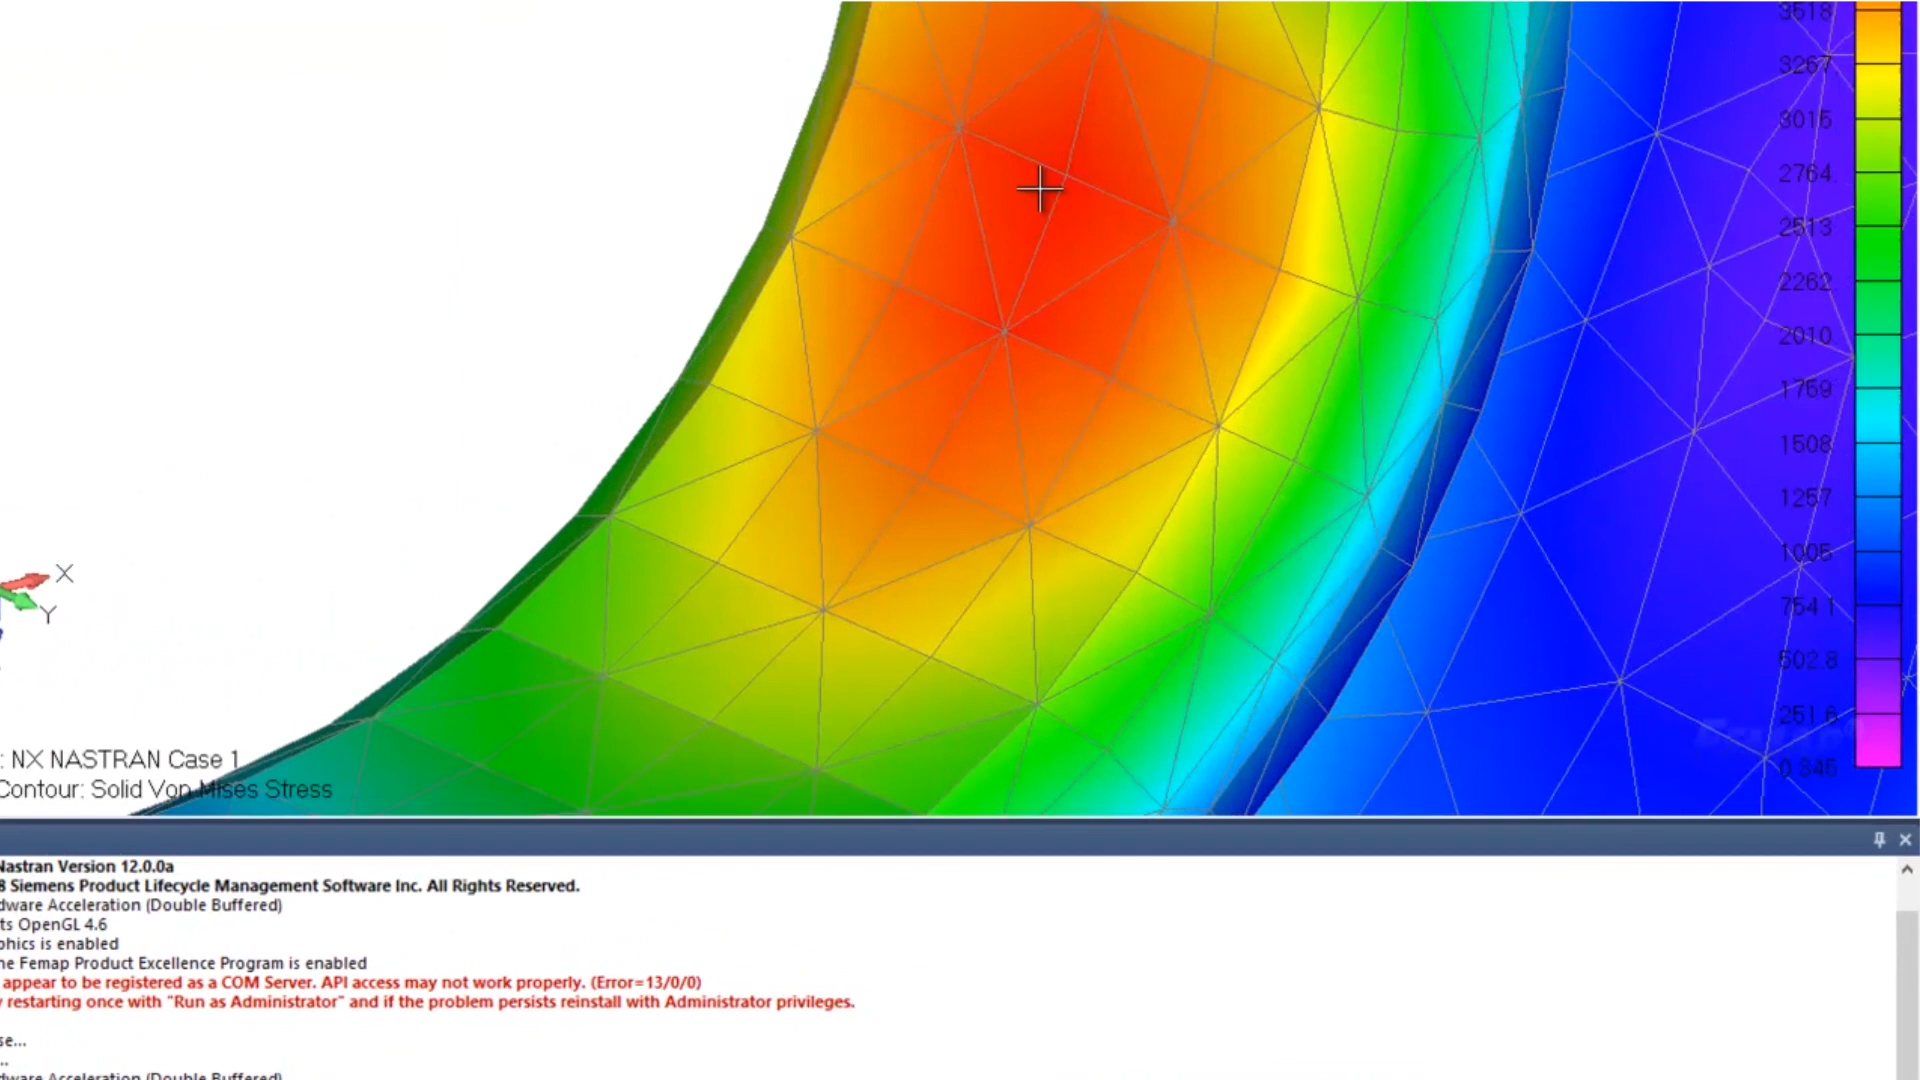 3518
3267
3015
2764.
2513
2262.
2010.
1759
1508
1257
1005
754.1
502.8
251.6
0.345
X
Y
: NX NASTRAN Case 1
Contour: Solid Von Mises Stress
Nastran Version 12.0.0a
8 Siemens Product Lifecycle Management Software Inc. All Rights Reserved.
dware Acceleration (Double Buffered)
ts OpenGL 4.6
phics is enabled
ne Femap Product Excellence Program is enabled
appear to be registered as a COM Server. API access may not work properly. (Error=13/0/0)
y restarting once with "Run as Administrator" and if the problem persists reinstall with Administrator privileges.
se...
...
dware Acceleration (Double Buffered)